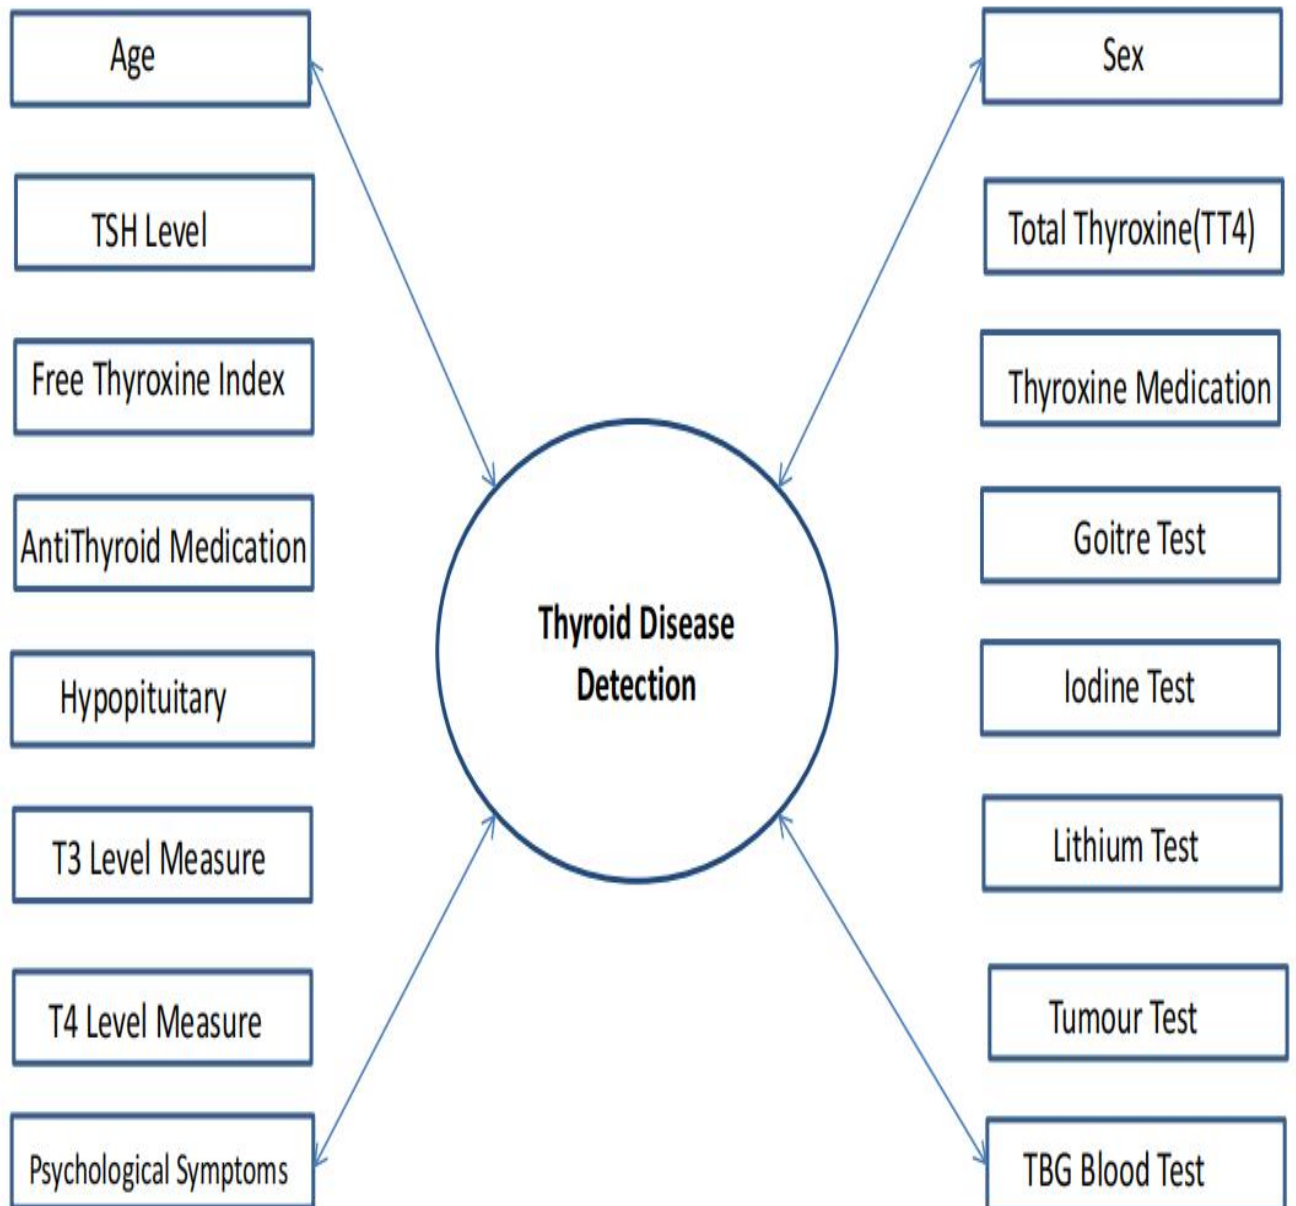 Age
Sex
TSH Level
Total Thyroxine(TT4)
Free Thyroxine Index
Thyroxine Medication
AntiThyroid Medication
Goitre Test
Thyroid Disease
Detection
Hypopituitary
Iodine Test
T3 Level Measure
Lithium Test
T4 Level Measure
Tumour Test
Psychological Symptoms
TBG Blood Test